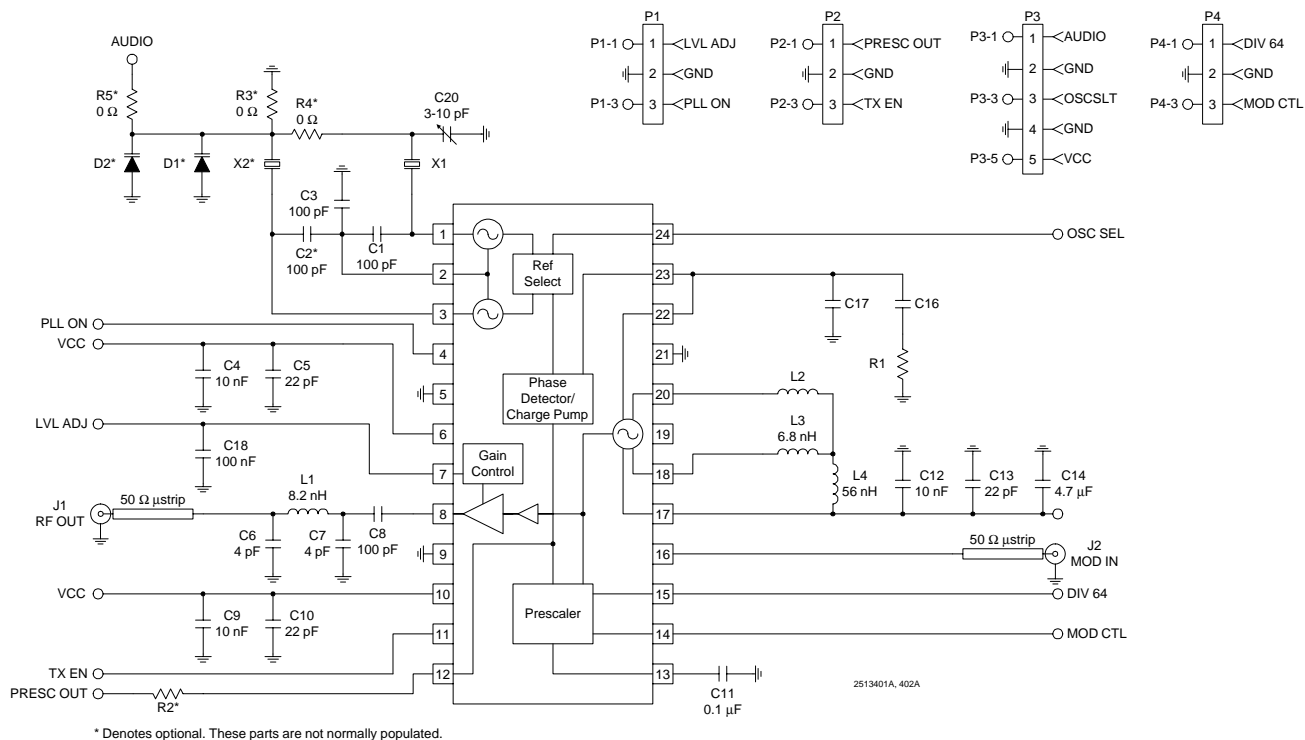 P1
P1-1 1 LVL ADJ
2 GND
P1-3 3 PLL ON
P2
P2-1 1 PRESC OUT
2 GND
P2-3 3 TX EN
P3
P3-1 1 AUDIO
2 GND
P3-3 3 OSCSLT
4 GND
P3-5 5 VCC
P4
P4-1 1 DIV 64
2 GND
P4-3 3 MOD CTL
AUDIO
R5*
0 Ω
R3*
0 Ω
R4*
0 Ω
C20
3-10 pF
D2*
D1*
X2*
X1
C3
100 pF
C2*
100 pF
C1
100 pF
PLL ON
VCC
C4
10 nF
C5
22 pF
LVL ADJ
C18
100 nF
J1
RF OUT
50 Ω μstrip
L1
8.2 nH
C6
4 pF
C7
4 pF
C8
100 pF
VCC
C9
10 nF
C10
22 pF
TX EN
PRESC OUT
R2*
1
2
3
4
5
6
7
8
9
10
11
12
Ref
Select
Phase
Detector/
Charge Pump
Gain
Control
Prescaler
24
23
22
21
20
19
18
17
16
15
14
13
OSC SEL
C17
C16
R1
L2
L3
6.8 nH
L4
56 nH
C12
10 nF
C13
22 pF
C14
4.7 μF
50 Ω μstrip
J2
MOD IN
DIV 64
MOD CTL
C11
0.1 μF
2513401A, 402A
* Denotes optional. These parts are not normally populated.